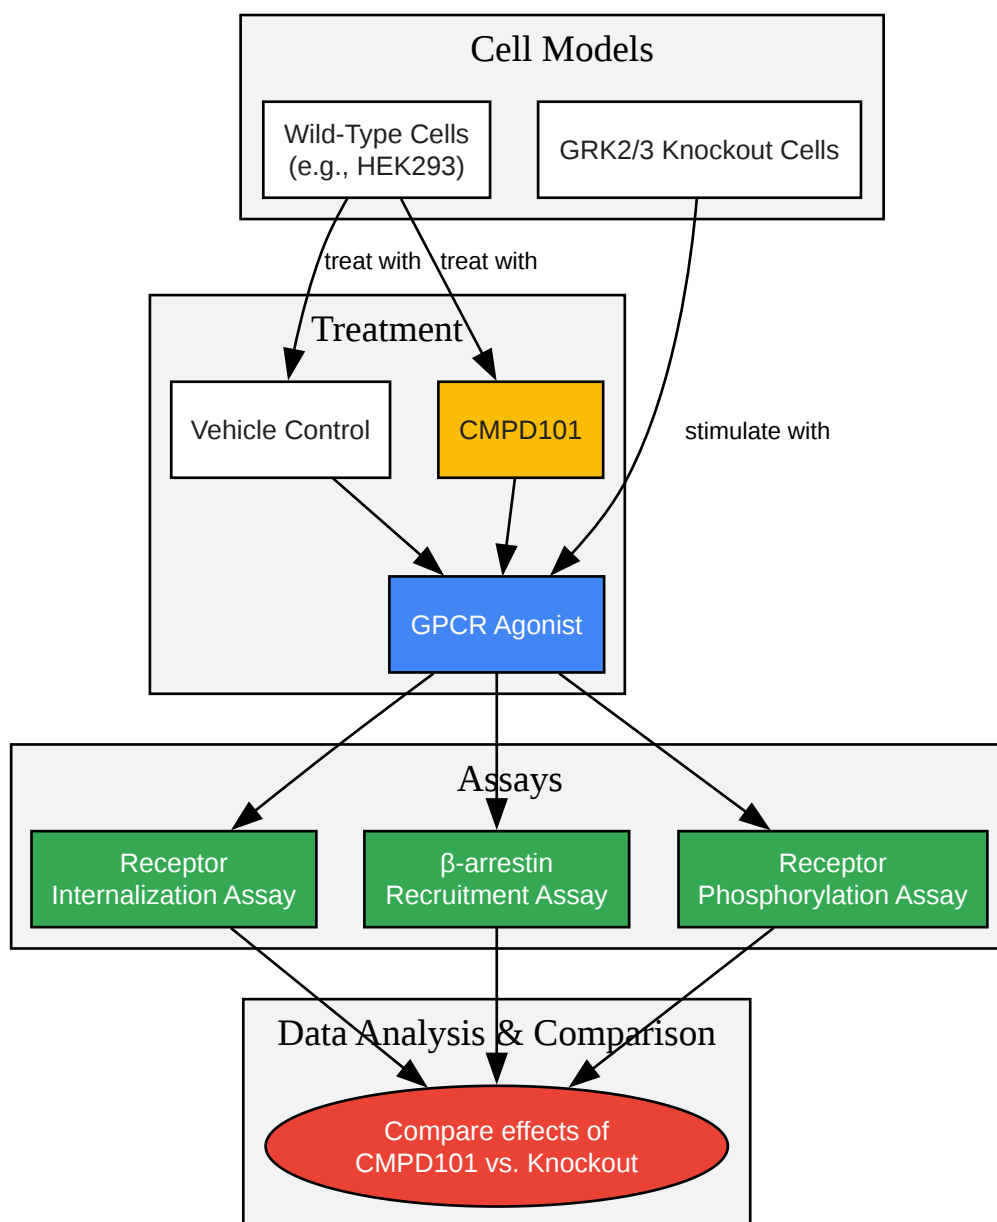 Cell Models
Wild-Type Cells
(e.g., HEK293)
GRK2/3 Knockout Cells
treat with
treat with
Treatment
Vehicle Control
CMPD101
stimulate with
GPCR Agonist
Assays
Receptor
Internalization Assay
β-arrestin
Recruitment Assay
Receptor
Phosphorylation Assay
Data Analysis & Comparison
Compare effects of
CMPD101 vs. Knockout